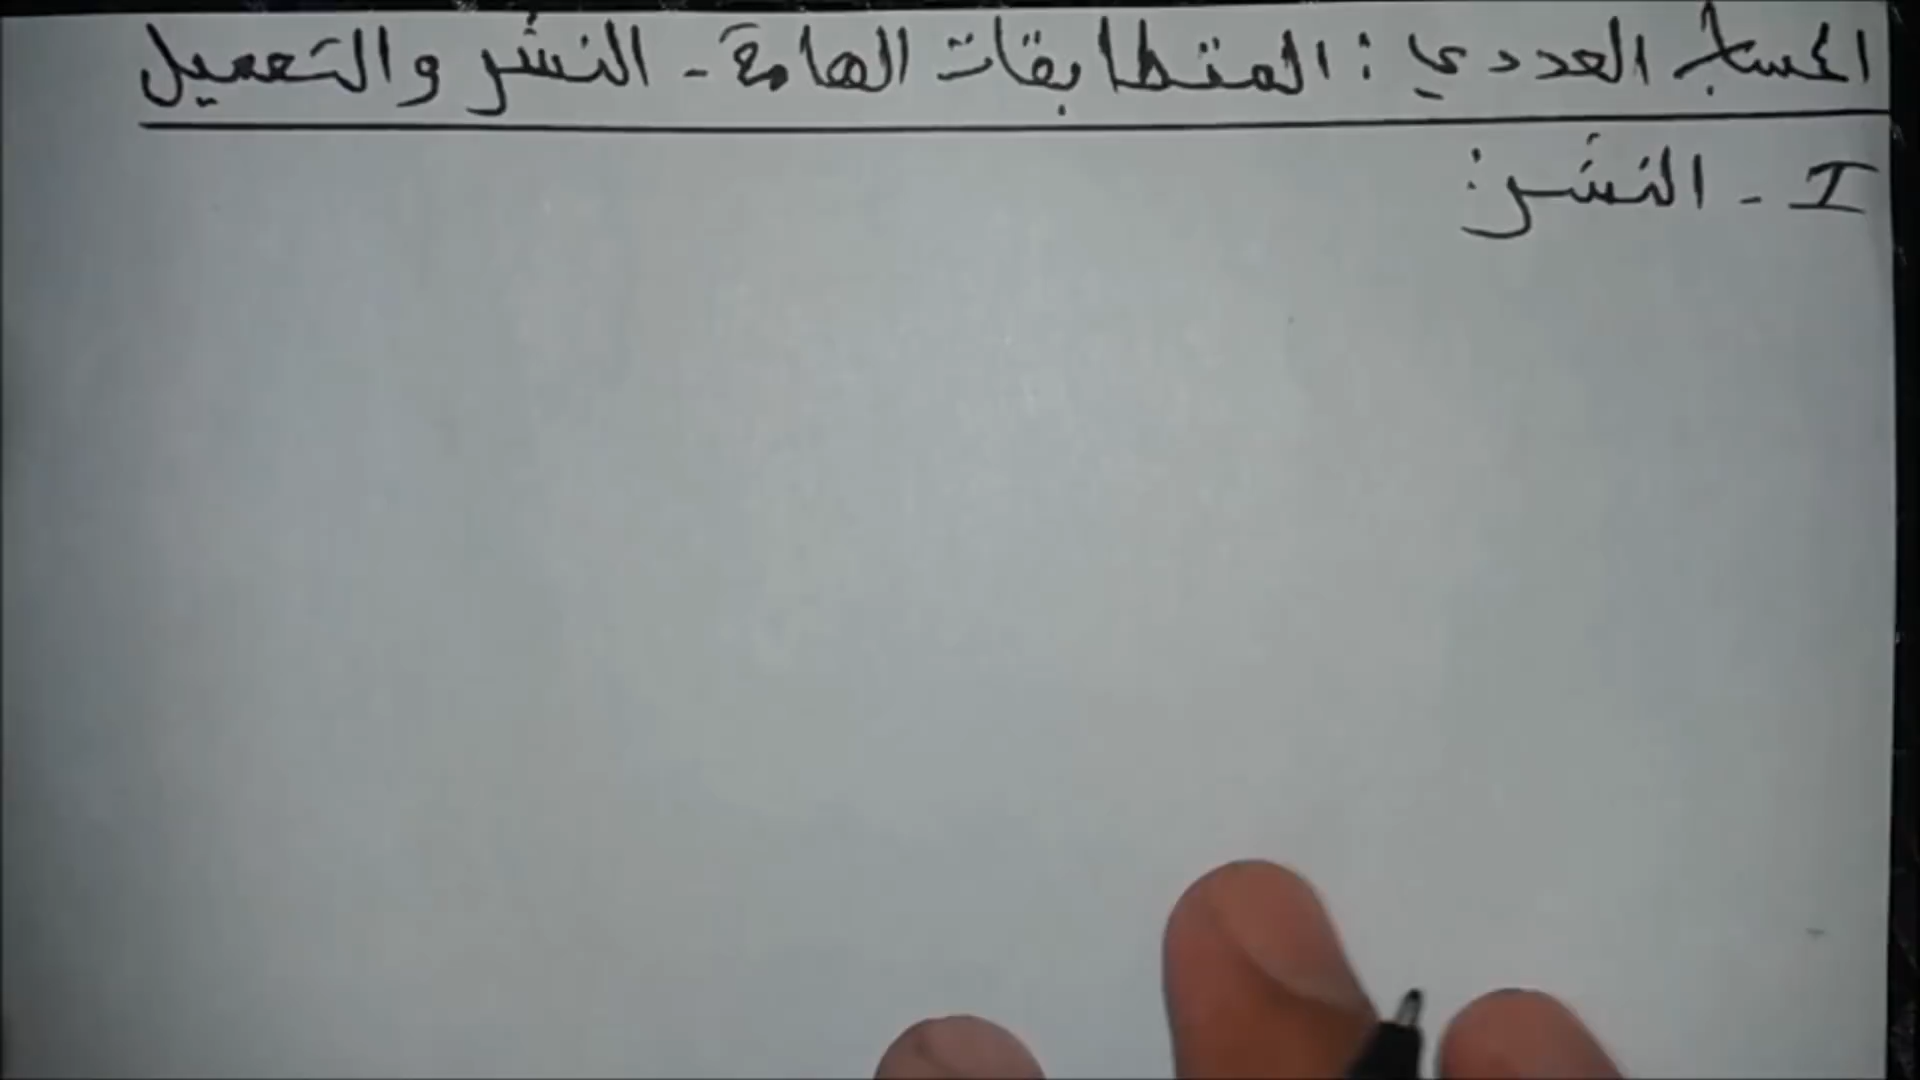 الحساب العددي : المتطابقات الهامة - النشر والتعميل
I - النشر :